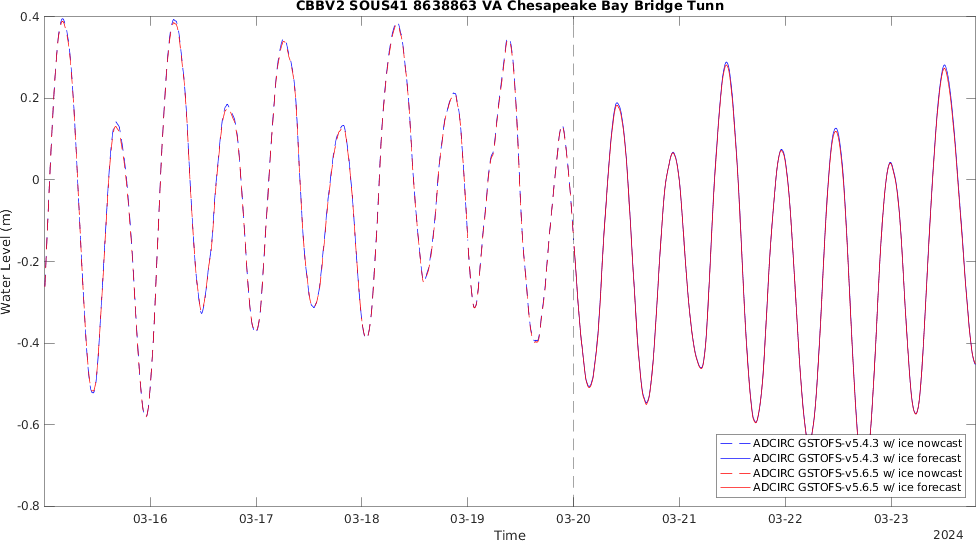 CBBV2 SOUS41 8638863 VA Chesapeake Bay Bridge Tunn
Water Level (m)
0.4
0.2
0
-0.2
-0.4
-0.6
-0.8
ADCIRC GSTOFS-v5.4.3 w/ ice nowcast
ADCIRC GSTOFS-v5.4.3 w/ ice forecast
ADCIRC GSTOFS-v5.6.5 w/ ice nowcast
ADCIRC GSTOFS-v5.6.5 w/ ice forecast
03-16 03-17 03-18 03-19 03-20 03-21 03-22 03-23
Time
2024